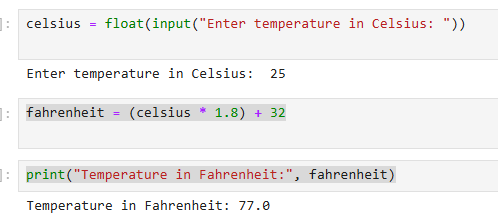 ]: celsius = float(input("Enter temperature in Celsius: "))
Enter temperature in Celsius:  25
]: fahrenheit = (celsius * 1.8) + 32
]: print("Temperature in Fahrenheit:", fahrenheit)
Temperature in Fahrenheit: 77.0